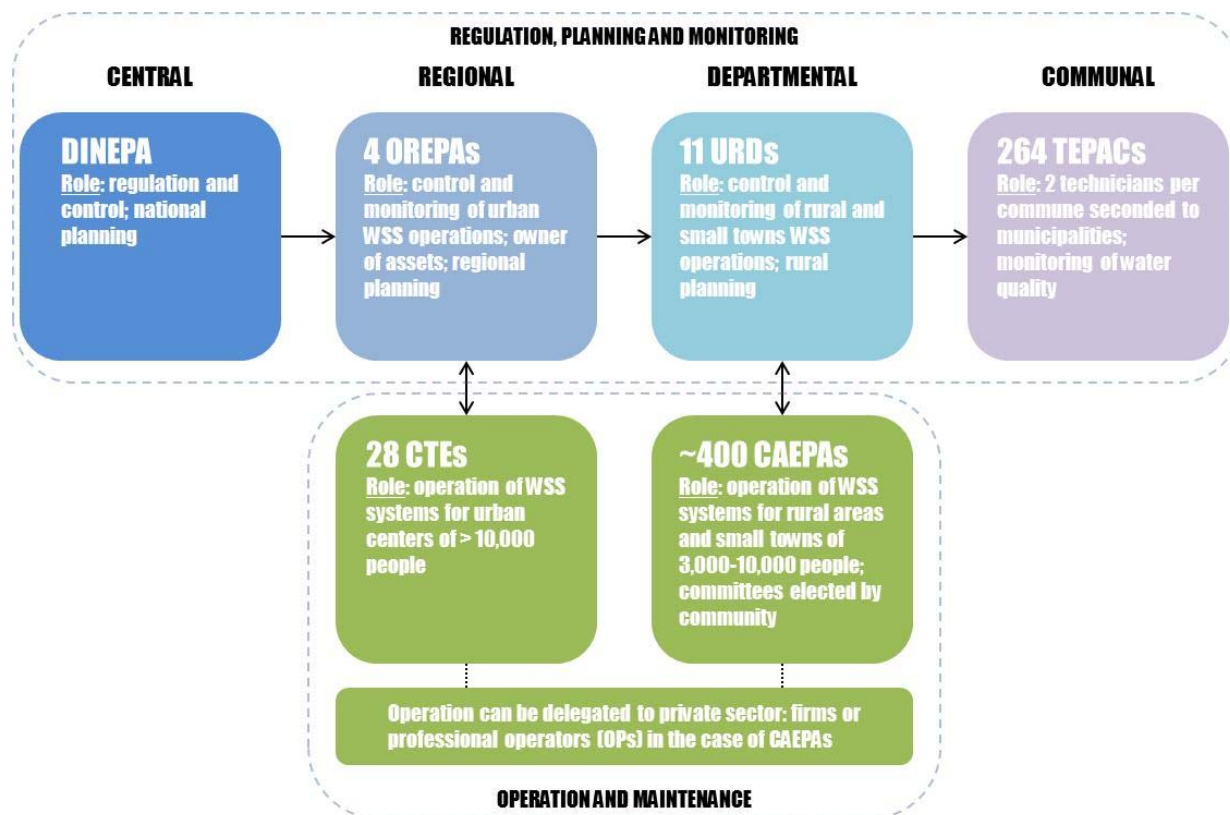 REGULATION, PLANNING AND MONITORING
CENTRAL
REGIONAL
DEPARTMENTAL
COMMUNAL
DINEPA
Role: regulation and
control; national
planning
4 OREPAs
Role: control and
monitoring of urban
WSS operations; owner
of assets; regional
planning
11 URDs
Role: control and
monitoring of rural and
small towns WSS
operations; rural
planning
264 TEPACs
Role: 2 technicians per
commune seconded to
municipalities;
monitoring of water
quality
28 CTEs
Role: operation of WSS
systems for urban
centers of > 10,000
people
~400 CAEPAs
Role: operation of WSS
systems for rural areas
and small towns of
3,000-10,000 people;
committees elected by
community
Operation can be delegated to private sector: firms or
professional operators (OPs) in the case of CAEPAs
OPERATION AND MAINTENANCE